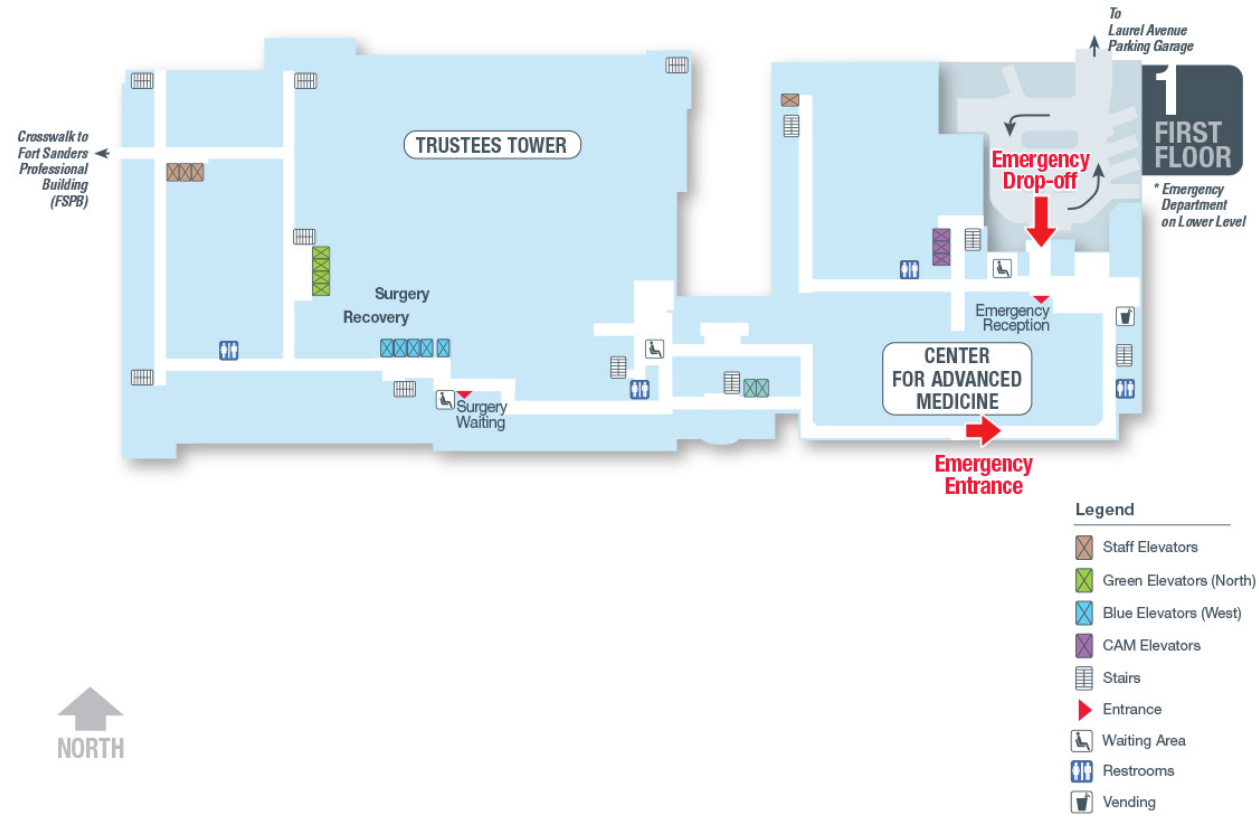 To
Laurel Avenue
Parking Garage
1
FIRST
FLOOR
* Emergency
Department
on Lower Level
Crosswalk to
Fort Sanders
Professional
Building
(FSPB)
TRUSTEES TOWER
Emergency
Drop-off
Surgery
Recovery
Emergency
Reception
CENTER
FOR ADVANCED
MEDICINE
Surgery
Waiting
Emergency
Entrance
Legend
Staff Elevators
Green Elevators (North)
Blue Elevators (West)
CAM Elevators
Stairs
Entrance
Waiting Area
Restrooms
Vending
NORTH